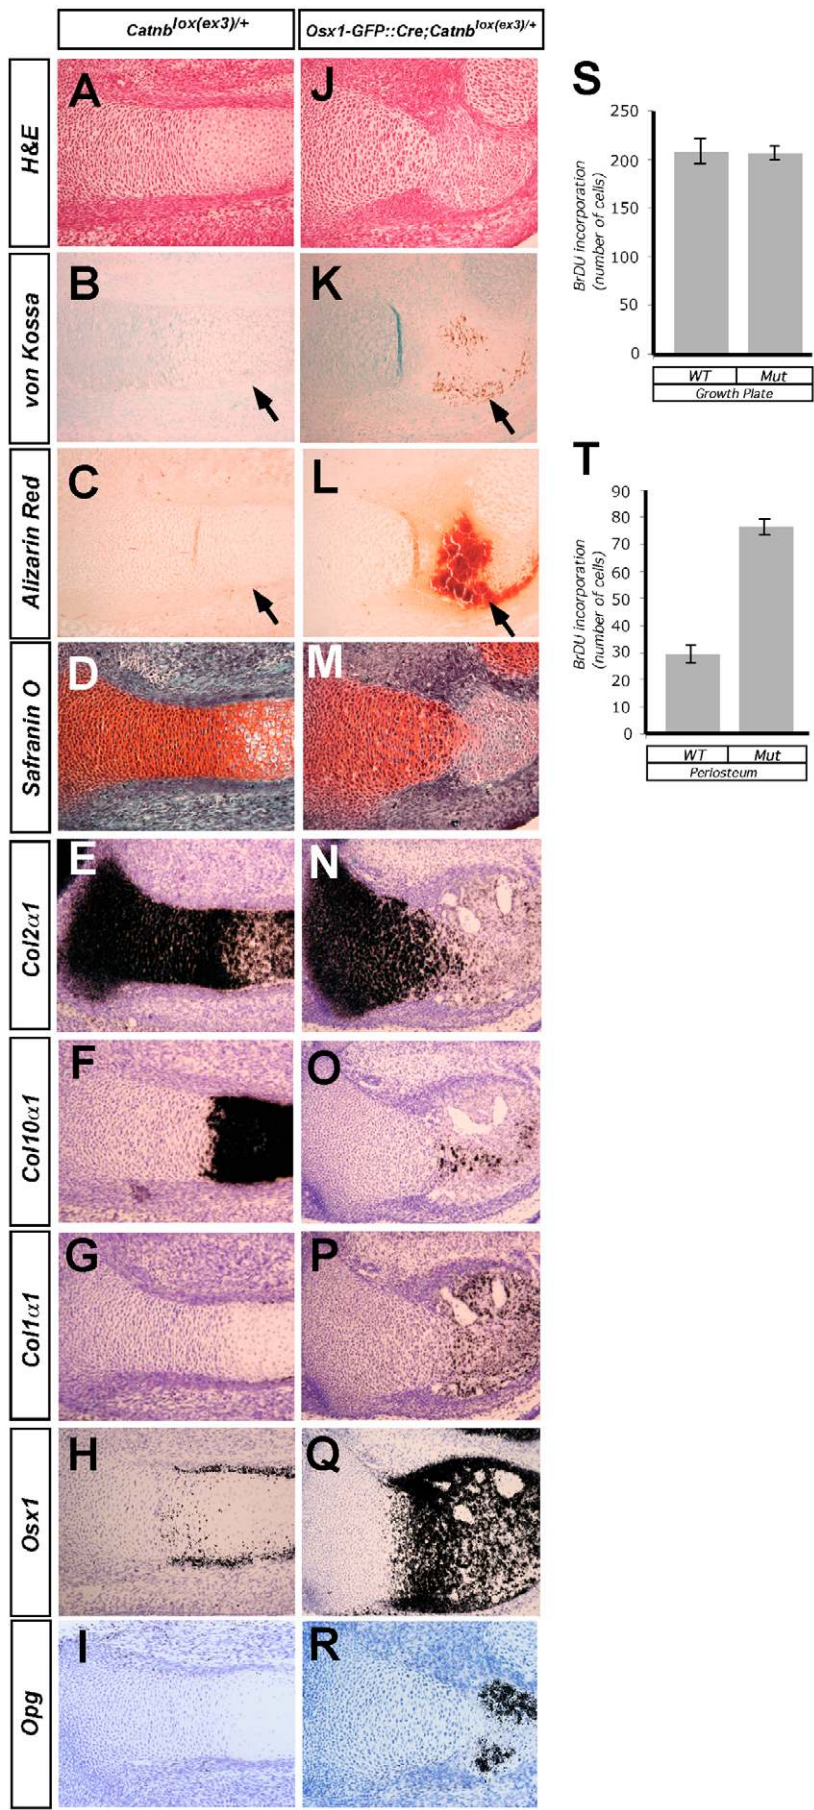 Catnb^lox(ex3)/+
Osx1-GFP::Cre;Catnb^lox(ex3)/+
H&E
A
J
von Kossa
B
K
Alizarin Red
C
L
Safranin O
D
M
Col2α1
E
N
Col10α1
F
O
Col1α1
G
P
Osx1
H
Q
Opg
I
R
S
BrDU incorporation
(number of cells)
250
200
150
100
50
0
WT Mut
Growth Plate
T
BrDU incorporation
(number of cells)
90
80
70
60
50
40
30
20
10
0
WT Mut
Periosteum